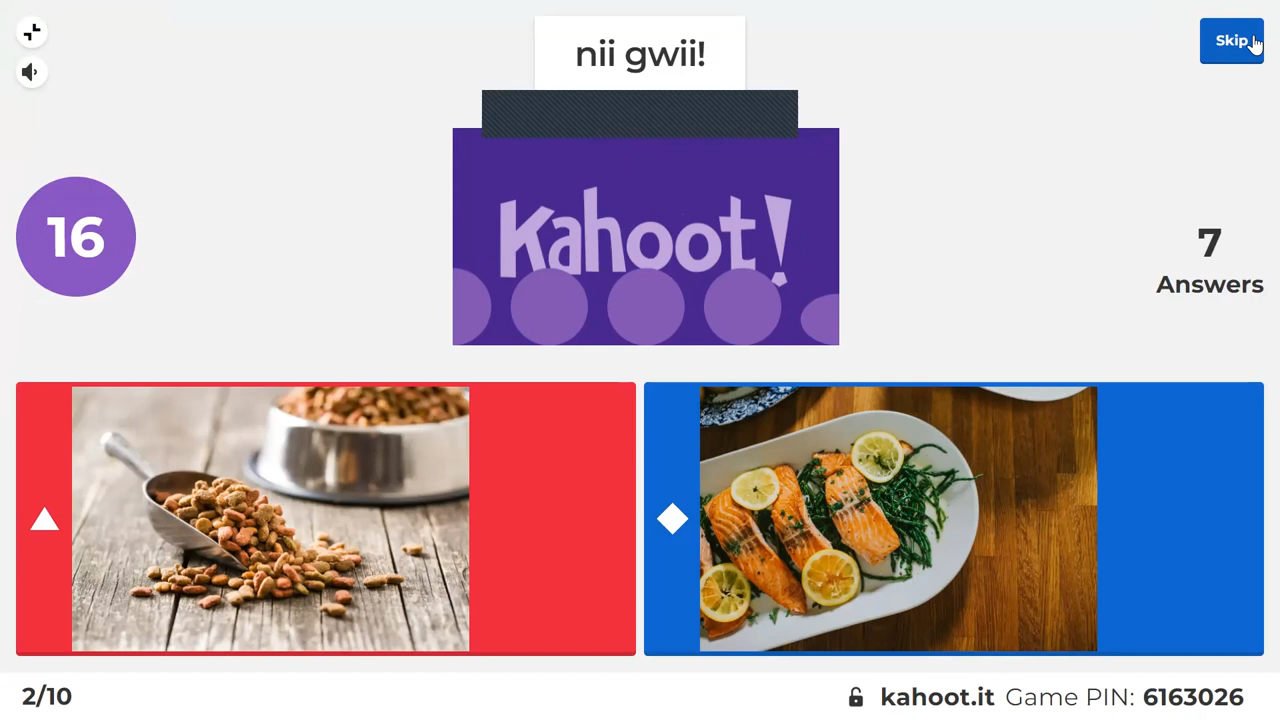 nii gwii!
Skip
Kahoot!
16
7
Answers
2/10
kahoot.it Game PIN: 6163026